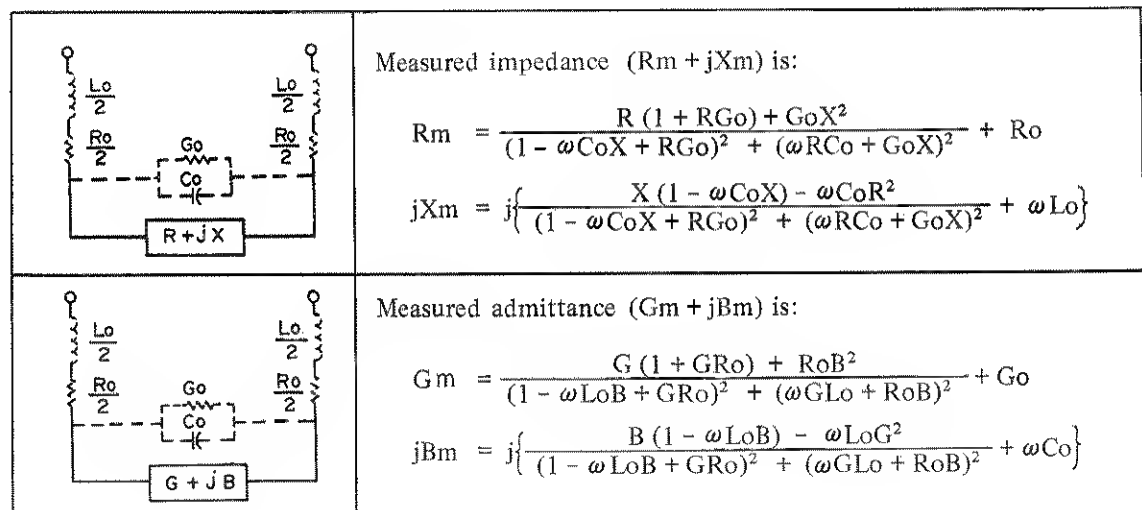 Lo/2 Lo/2
Ro/2 Ro/2
Go
Co
R + jX
Measured impedance (Rm + jXm) is:
Rm = R (1 + RGo) + GoX² / (1 - ωCoX + RGo)² + (ωRCo + GoX)² + Ro
jXm = j{ X (1 - ωCoX) - ωCoR² / (1 - ωCoX + RGo)² + (ωRCo + GoX)² + ωLo}
Lo/2 Lo/2
Ro/2 Ro/2
Go
Co
G + jB
Measured admittance (Gm + jBm) is:
Gm = G (1 + GRo) + RoB² / (1 - ωLoB + GRo)² + (ωGLo + RoB)² + Go
jBm = j{ B (1 - ωLoB) - ωLoG² / (1 - ωLoB + GRo)² + (ωGLo + RoB)² + ωCo}